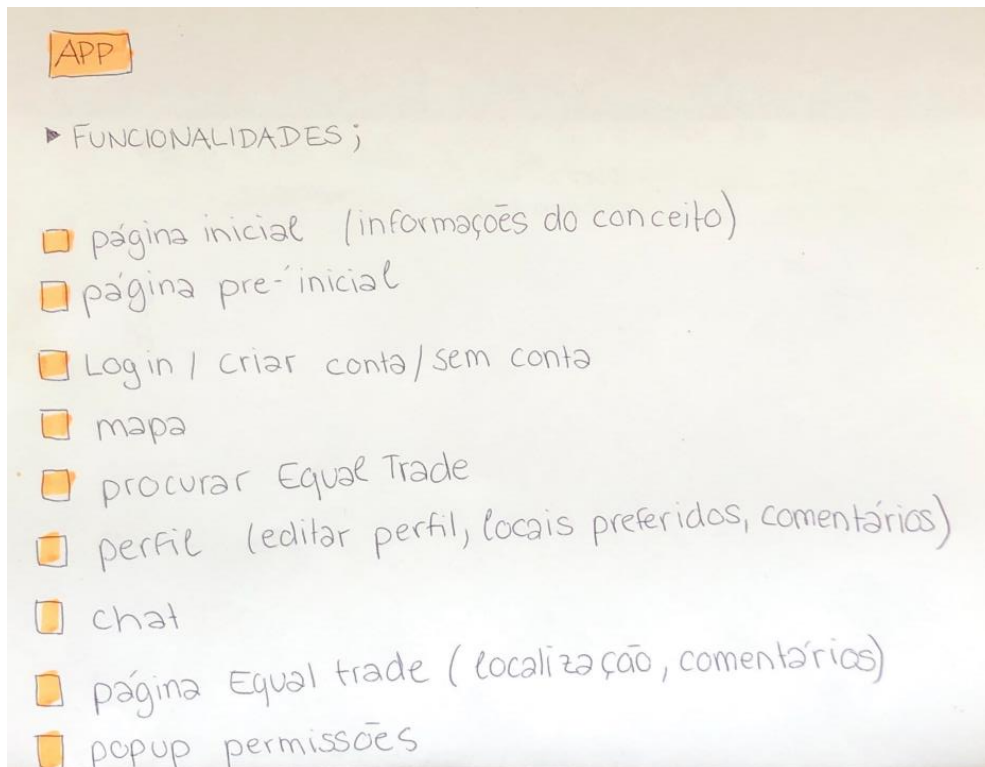 APP
FUNCIONALIDADES;
página inicial (informações do conceito)
página pre-inicial
Login / criar conta/sem conta
mapa
procurar Equal Trade
perfil (editar perfil, locais preferidos, comentários)
chat
página Equal trade (localização, comentários)
popup permissões